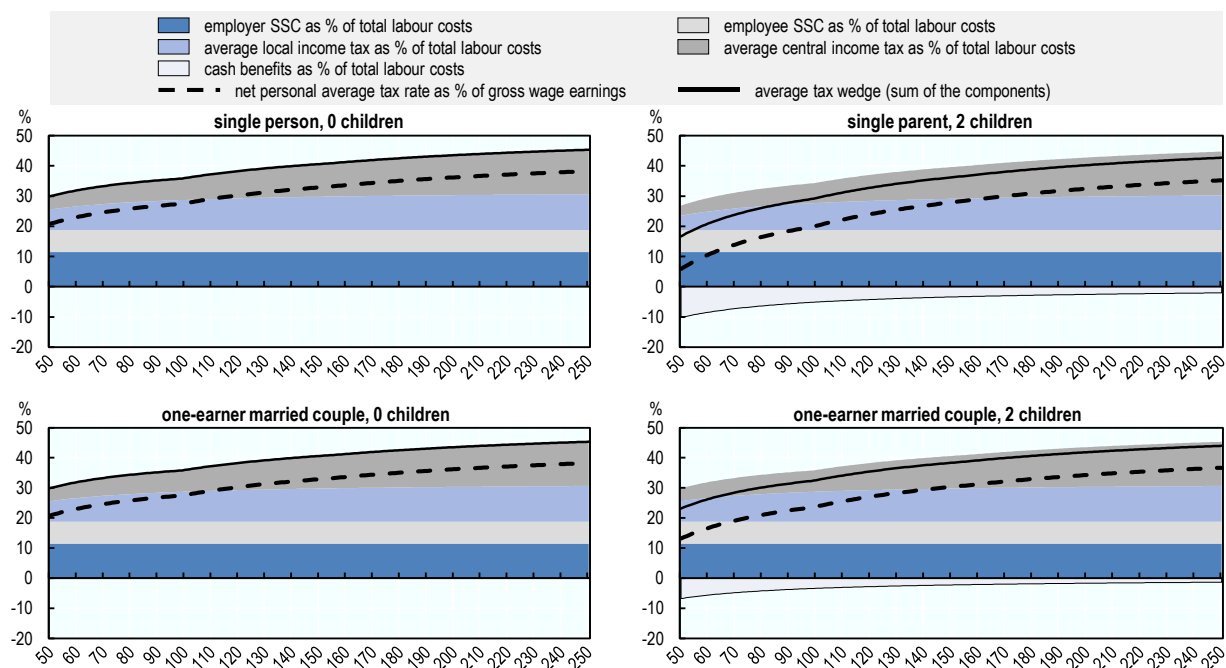 employer SSC as % of total labour costs
employee SSC as % of total labour costs
average local income tax as % of total labour costs
average central income tax as % of total labour costs
cash benefits as % of total labour costs
net personal average tax rate as % of gross wage earnings
average tax wedge (sum of the components)
%
single person, 0 children
50
40
30
20
10
0
-10
-20
50 60 70 80 90 100 110 120 130 140 150 160 170 180 190 200 210 220 230 240 250
%
single parent, 2 children
50
40
30
20
10
0
-10
-20
50 60 70 80 90 100 110 120 130 140 150 160 170 180 190 200 210 220 230 240 250
%
one-earner married couple, 0 children
50
40
30
20
10
0
-10
-20
50 60 70 80 90 100 110 120 130 140 150 160 170 180 190 200 210 220 230 240 250
%
one-earner married couple, 2 children
50
40
30
20
10
0
-10
-20
50 60 70 80 90 100 110 120 130 140 150 160 170 180 190 200 210 220 230 240 250